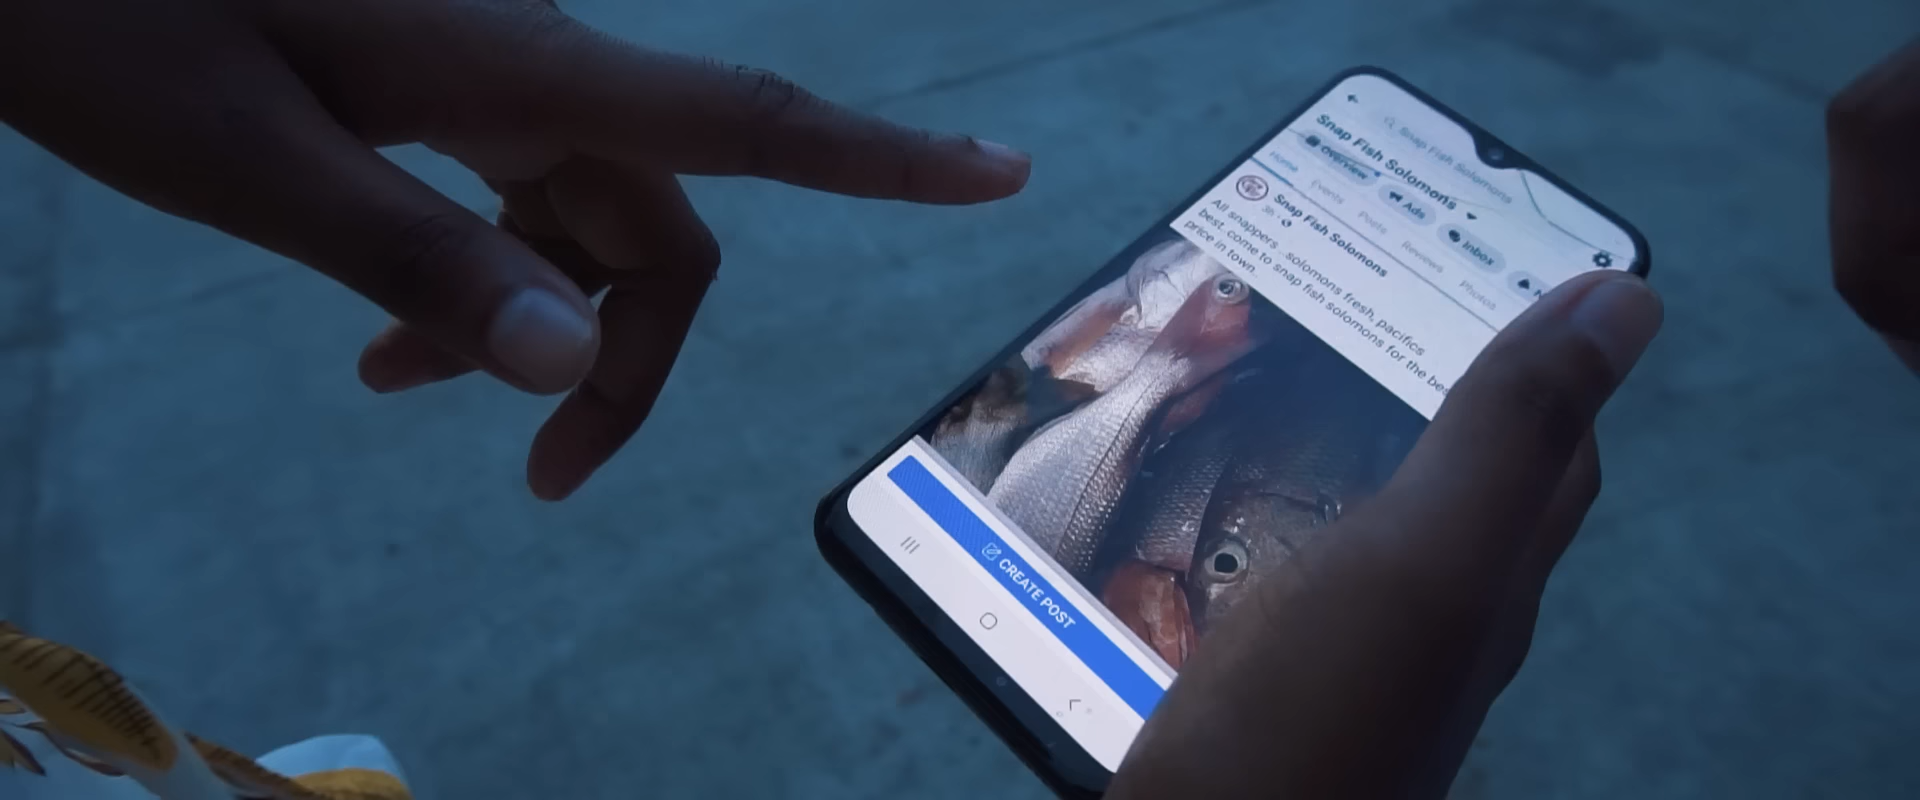 Snap Fish Solomons
Snap Fish Solomons
Overview
Ads
Inbox
Home
Events
Posts
Reviews
Photos
Snap Fish Solomons
3h
All snappers... solomons fresh, pacifics
best. come to snap fish solomons for the best
price in town.
CREATE POST